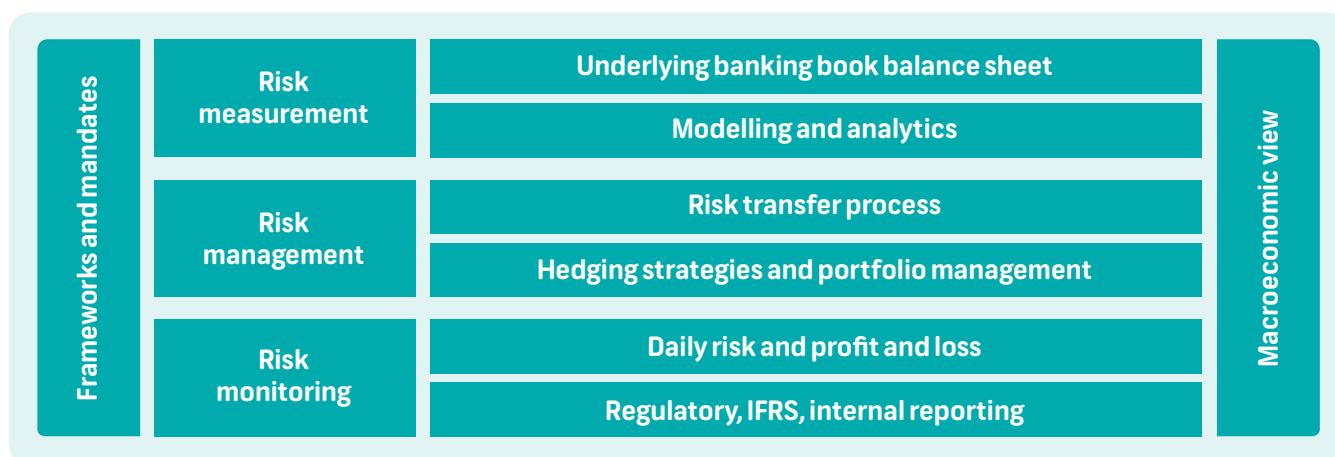 Frameworks and mandates
Risk
measurement
Underlying banking book balance sheet
Modelling and analytics
Risk
management
Risk transfer process
Hedging strategies and portfolio management
Risk
monitoring
Daily risk and profit and loss
Regulatory, IFRS, internal reporting
Macroeconomic view